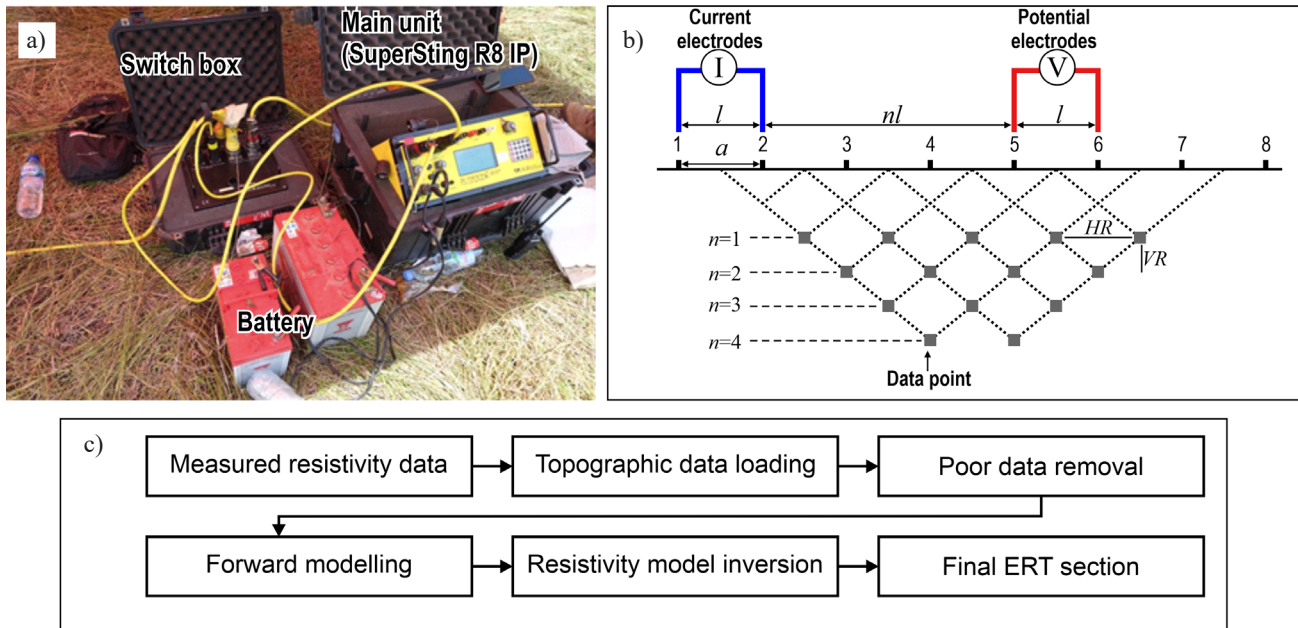 a)
Switch box
Main unit
(SuperSting R8 IP)
Battery
b)
Current
electrodes
Potential
electrodes
I
V
l
nl
l
a
1 2 3 4 5 6 7 8
n=1
HR
VR
n=2
n=3
n=4
Data point
c)
Measured resistivity data
Topographic data loading
Poor data removal
Forward modelling
Resistivity model inversion
Final ERT section